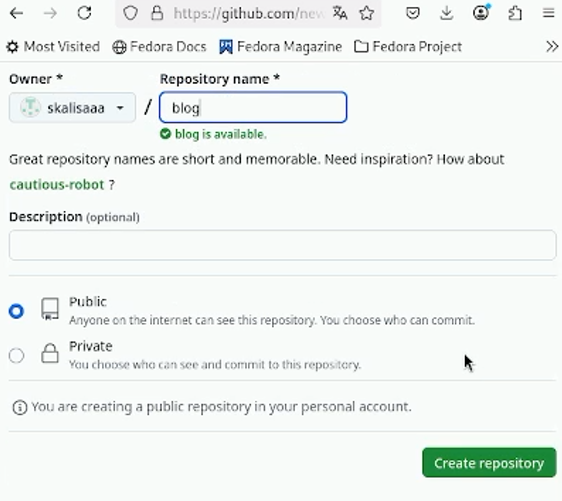 https://github.com/new
Most Visited Fedora Docs Fedora Magazine Fedora Project
Owner * Repository name *
skalisaaa / blog
blog is available.
Great repository names are short and memorable. Need inspiration? How about
cautious-robot ?
Description (optional)
Public
Anyone on the internet can see this repository. You choose who can commit.
Private
You choose who can see and commit to this repository.
You are creating a public repository in your personal account.
Create repository